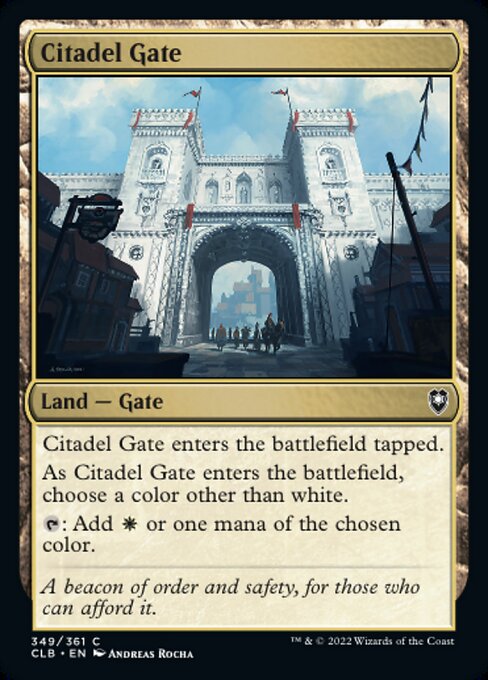 Citadel Gate
Land — Gate
Citadel Gate enters the battlefield tapped.
As Citadel Gate enters the battlefield,
choose a color other than white.
: Add or one mana of the chosen
color.
A beacon of order and safety, for those who
can afford it.
349/361 C
CLB • EN Andreas Rocha
™ & © 2022 Wizards of the Coast